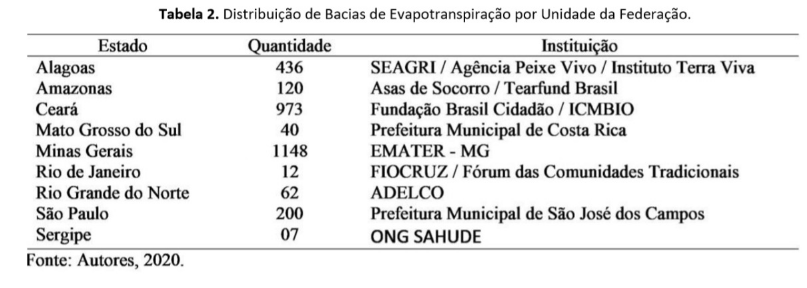 Tabela 2. Distribuição de Bacias de Evapotranspiração por Unidade da Federação.
Estado Quantidade Instituição
Alagoas 436 SEAGRI / Agência Peixe Vivo / Instituto Terra Viva
Amazonas 120 Asas de Socorro / Tearfund Brasil
Ceará 973 Fundação Brasil Cidadão / ICMBIO
Mato Grosso do Sul 40 Prefeitura Municipal de Costa Rica
Minas Gerais 1148 EMATER - MG
Rio de Janeiro 12 FIOCRUZ / Fórum das Comunidades Tradicionais
Rio Grande do Norte 62 ADELCO
São Paulo 200 Prefeitura Municipal de São José dos Campos
Sergipe 07 ONG SAHUDE
Fonte: Autores, 2020.